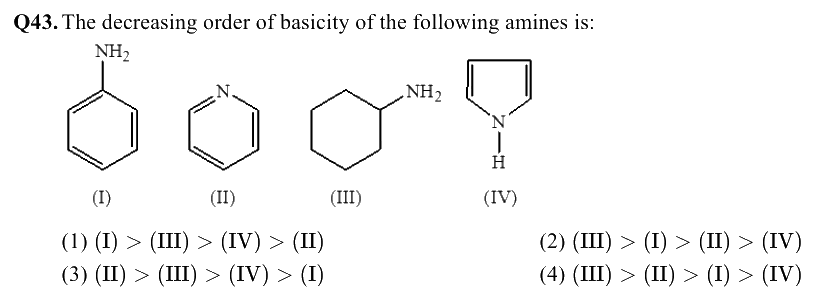 Q43. The decreasing order of basicity of the following amines is:
NH₂
N
NH₂
N
H
(I) (II) (III) (IV)
(1) (I) > (III) > (IV) > (II) (2) (III) > (I) > (II) > (IV)
(3) (II) > (III) > (IV) > (I) (4) (III) > (II) > (I) > (IV)